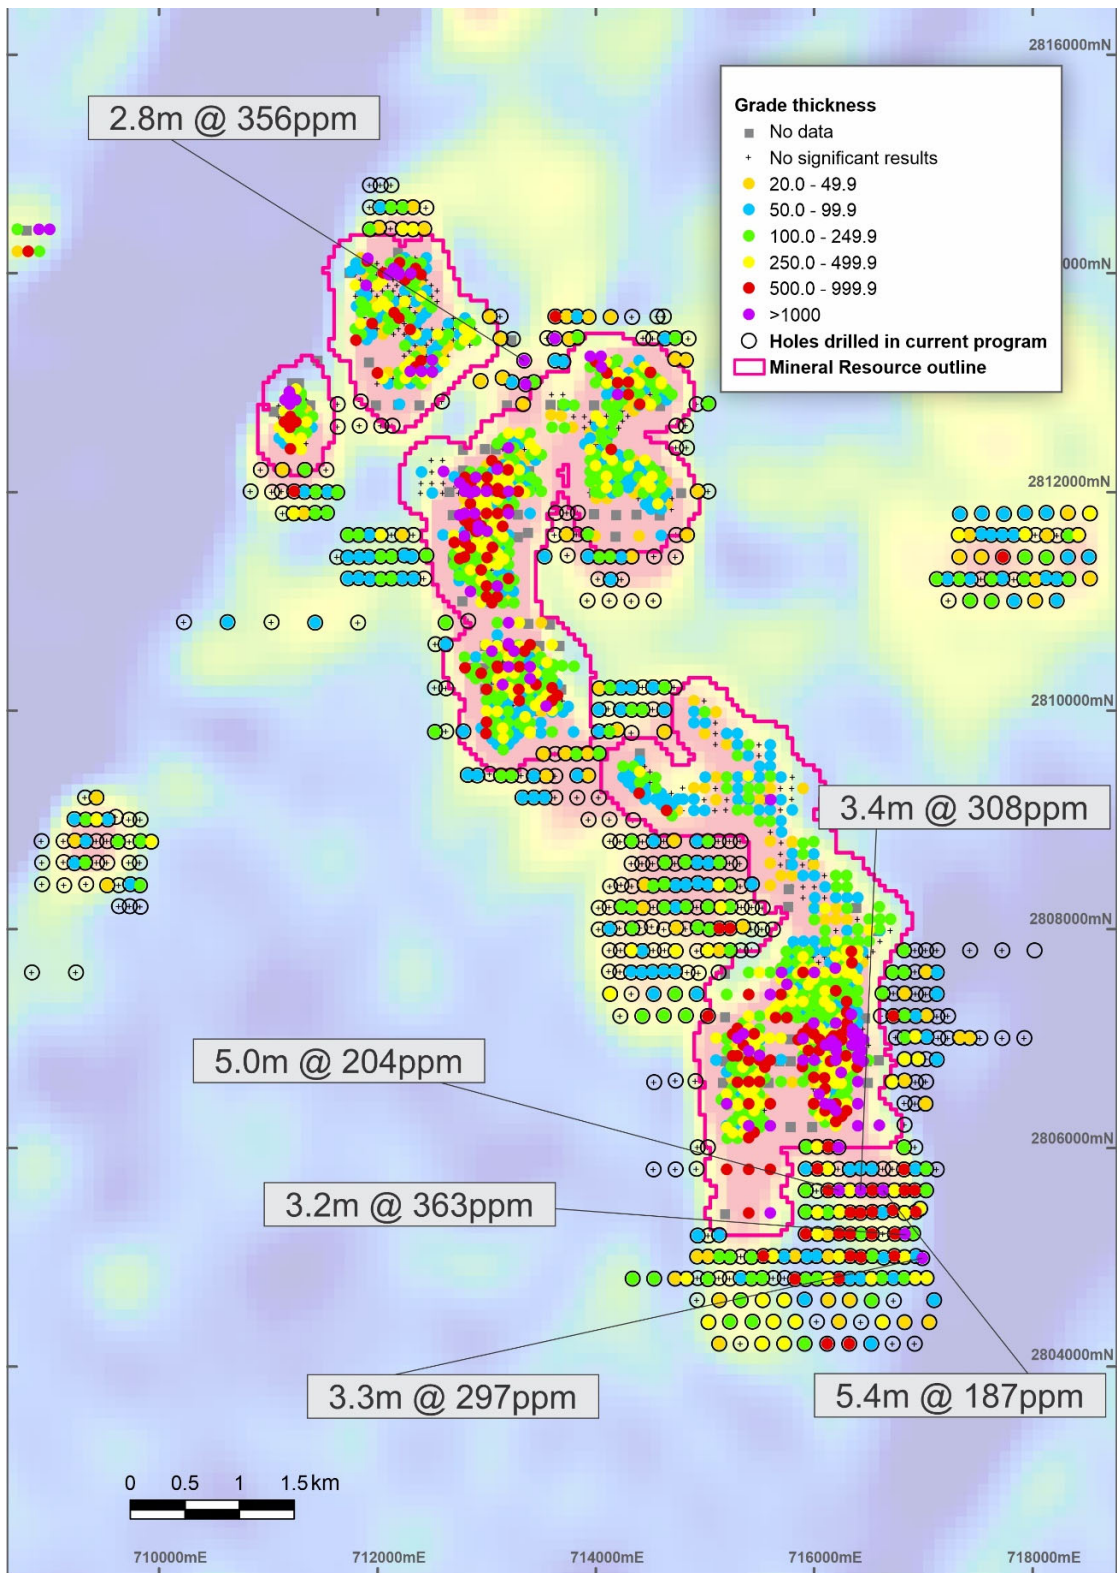 2816000mN
2.8m @ 356ppm
Grade thickness
No data
No significant results
20.0 - 49.9
50.0 - 99.9
100.0 - 249.9
250.0 - 499.9
500.0 - 999.9
>1000
Holes drilled in current program
Mineral Resource outline
000mN
2812000mN
2810000mN
3.4m @ 308ppm
2808000mN
5.0m @ 204ppm
2806000mN
3.2m @ 363ppm
2804000mN
3.3m @ 297ppm
5.4m @ 187ppm
0 0.5 1 1.5 km
710000mE 712000mE 714000mE 716000mE 718000mE